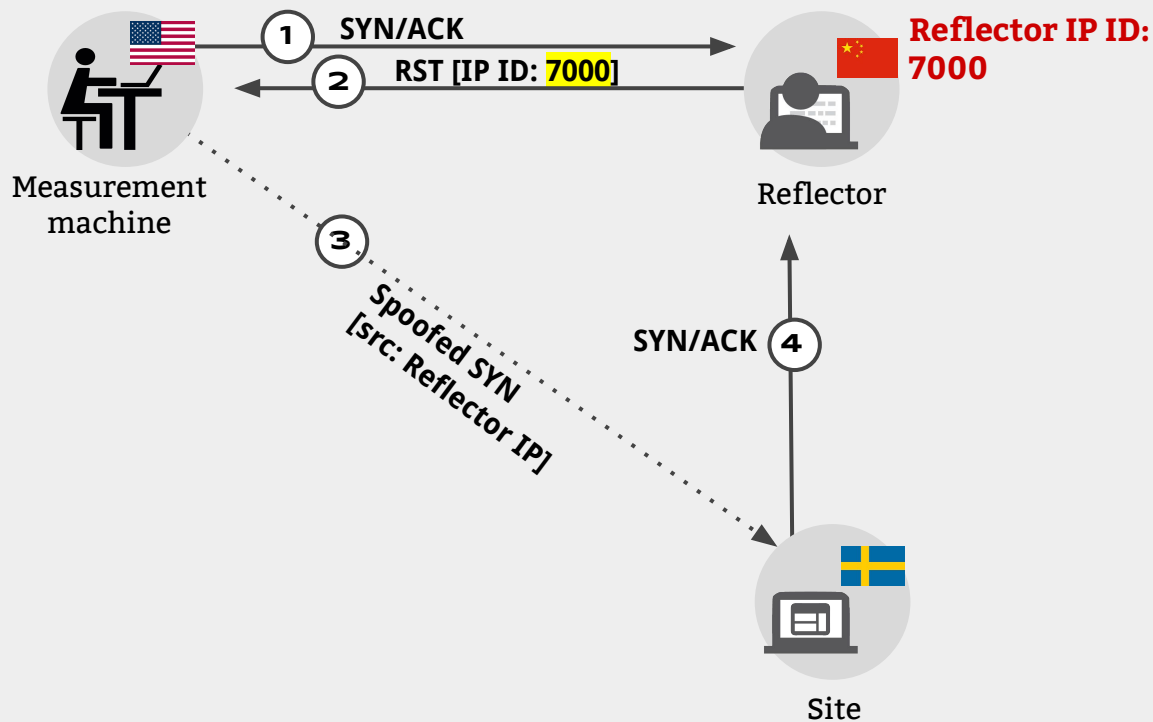 1
SYN/ACK
Reflector IP ID:
7000
2
RST [IP ID: 7000]
Measurement
machine
Reflector
3
Spoofed SYN
[src: Reflector IP]
SYN/ACK
4
Site